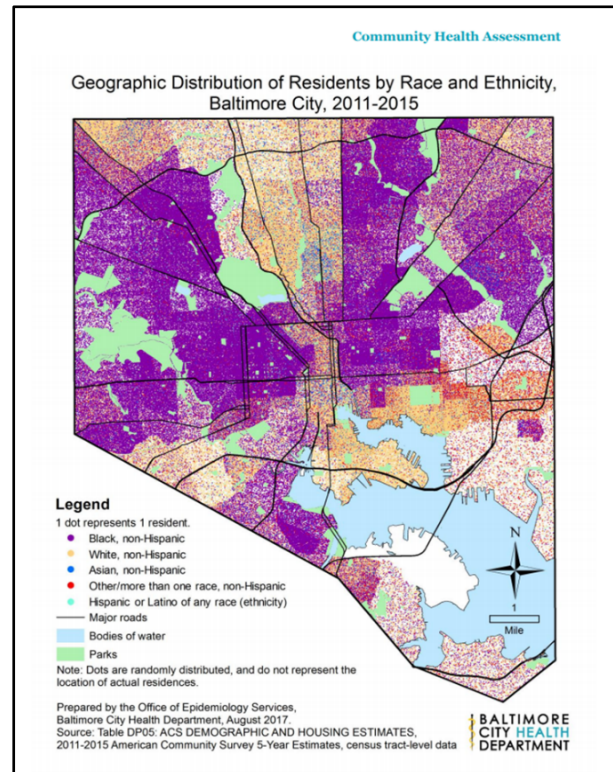 Community Health Assessment
Geographic Distribution of Residents by Race and Ethnicity,
Baltimore City, 2011-2015
Legend
1 dot represents 1 resident.
Black, non-Hispanic
White, non-Hispanic
Asian, non-Hispanic
Other/more than one race, non-Hispanic
Hispanic or Latino of any race (ethnicity)
Major roads
Bodies of water
Parks
Note: Dots are randomly distributed, and do not represent the
location of actual residences.
N
1
Mile
Prepared by the Office of Epidemiology Services,
Baltimore City Health Department, August 2017.
Source: Table DP05: ACS DEMOGRAPHIC AND HOUSING ESTIMATES,
2011-2015 American Community Survey 5-Year Estimates, census tract-level data
BALTIMORE
CITY HEALTH
DEPARTMENT